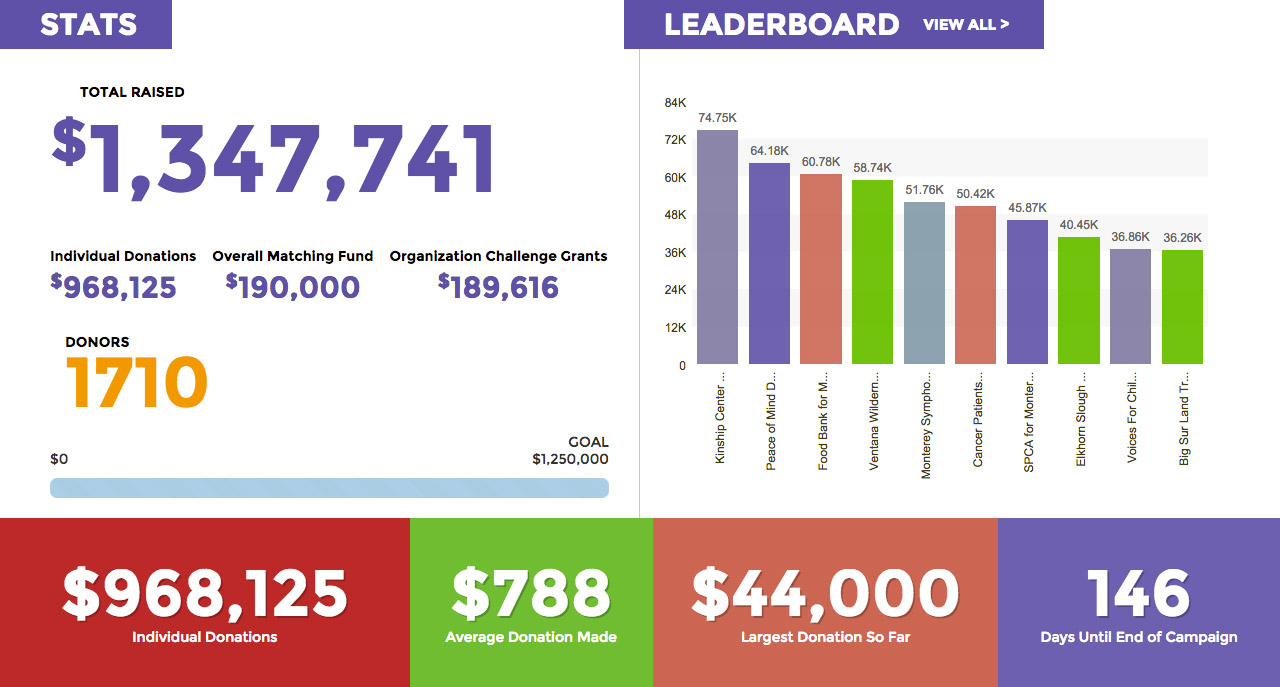 STATS
TOTAL RAISED
$1,347,741
Individual Donations Overall Matching Fund Organization Challenge Grants
$968,125 $190,000 $189,616
DONORS
1710
GOAL
$0 $1,250,000
LEADERBOARD VIEW ALL >
84K
72K
60K
48K
36K
24K
12K
0
74.75K
64.18K
60.78K
58.74K
51.76K
50.42K
45.87K
40.45K
36.86K
36.26K
Kinship Center ...
Peace of Mind D...
Food Bank for M...
Ventana Wildern...
Monterey Sympho...
Cancer Patients...
SPCA for Monter...
Elkhorn Slough ...
Voices For Chil...
Big Sur Land Tr...
$968,125
Individual Donations
$788
Average Donation Made
$44,000
Largest Donation So Far
146
Days Until End of Campaign